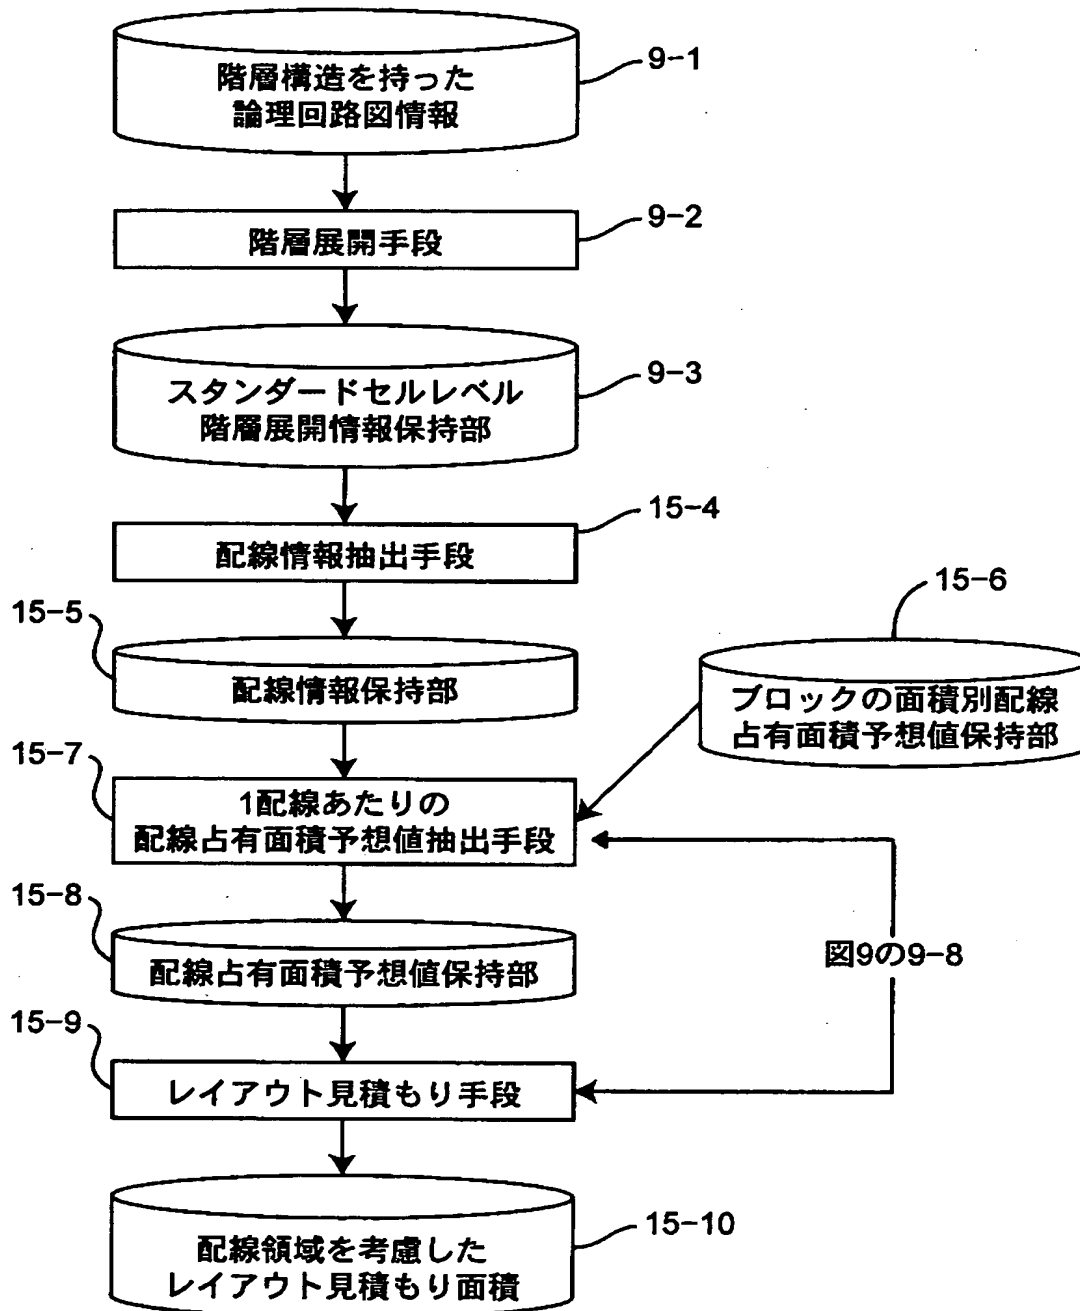 階層構造を持った
論理回路図情報
9-1
階層展開手段
9-2
スタンダードセルレベル
階層展開情報保持部
9-3
配線情報抽出手段
15-4
15-5
配線情報保持部
15-6
ブロックの面積別配線
占有面積予想値保持部
15-7
1配線あたりの
配線占有面積予想値抽出手段
15-8
配線占有面積予想値保持部
図9の9-8
15-9
レイアウト見積もり手段
配線領域を考慮した
レイアウト見積もり面積
15-10